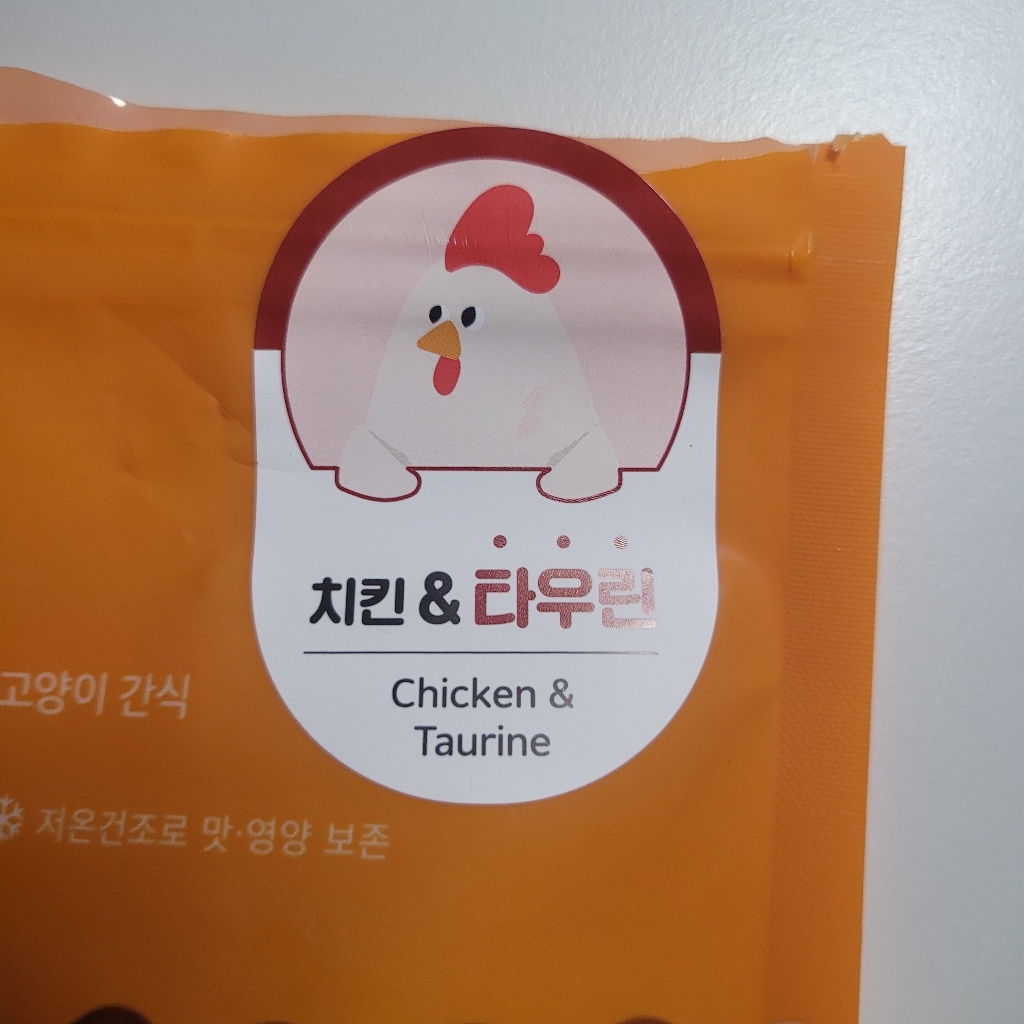 치킨 & 타우린
Chicken &
Taurine
고양이 간식
저온건조로 맛·영양 보존